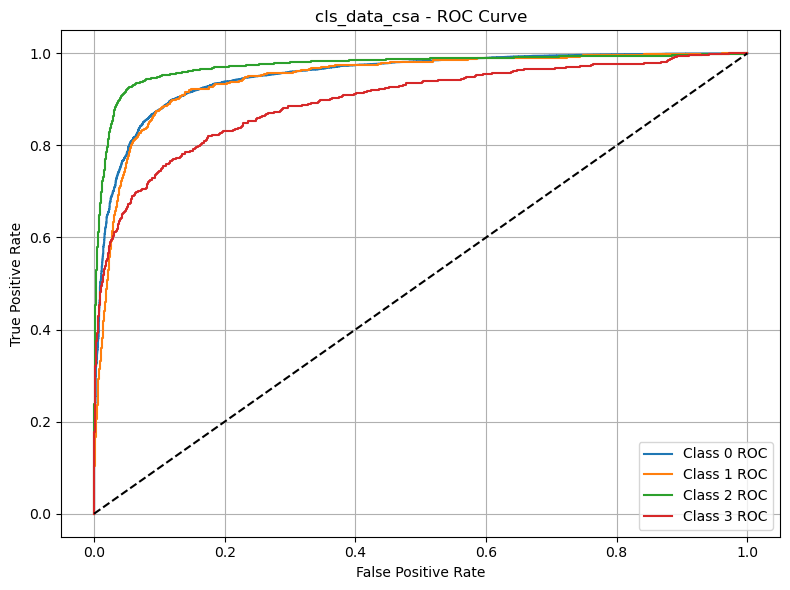 cls_data_csa - ROC Curve
True Positive Rate
1.0
0.8
0.6
0.4
0.2
0.0
0.0 0.2 0.4 0.6 0.8 1.0
False Positive Rate
Class 0 ROC
Class 1 ROC
Class 2 ROC
Class 3 ROC